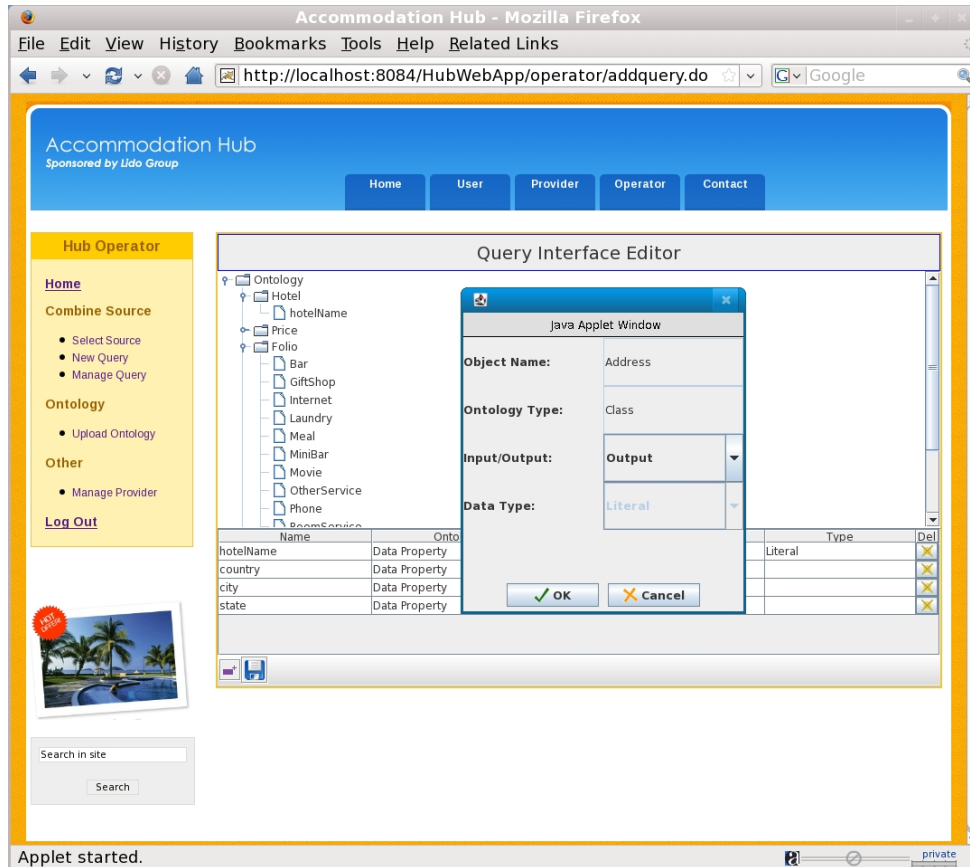 Accommodation Hub - Mozilla Firefox
File Edit View History Bookmarks Tools Help Related Links
http://localhost:8084/HubWebApp/operator/addquery.do
G Google
Accommodation Hub
Sponsored by Lido Group
Home User Provider Operator Contact
Hub Operator
Home
Combine Source
Select Source
New Query
Manage Query
Ontology
Upload Ontology
Other
Manage Provider
Log Out
HOT OFFER
Search in site
Search
Query Interface Editor
Ontology
Hotel
hotelName
Price
Folio
Bar
GiftShop
Internet
Laundry
Meal
MiniBar
Movie
OtherService
Phone
RoomService
Java Applet Window
Object Name: Address
Ontology Type: Class
Input/Output: Output
Data Type: Literal
OK Cancel
Name Onto Type Del
hotelName Data Property Literal
country Data Property
city Data Property
state Data Property
Applet started.
private